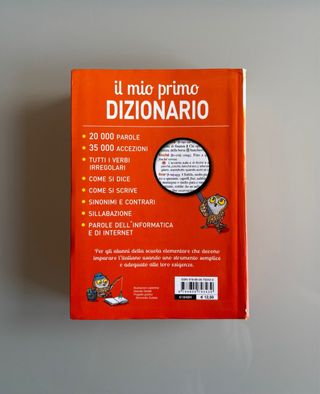 il mio primo
DIZIONARIO
20 000 PAROLE
35 000 ACCEZIONI
TUTTI I VERBI
IRREGOLARI
COME SI DICE
COME SI SCRIVE
SINONIMI E CONTRARI
SILLABAZIONE
PAROLE DELL'INFORMATICA
E DI INTERNET
Per gli alunni della scuola elementare che devono
imparare l'italiano usando uno strumento semplice
e adeguato alle loro esigenze.
€ 12,90